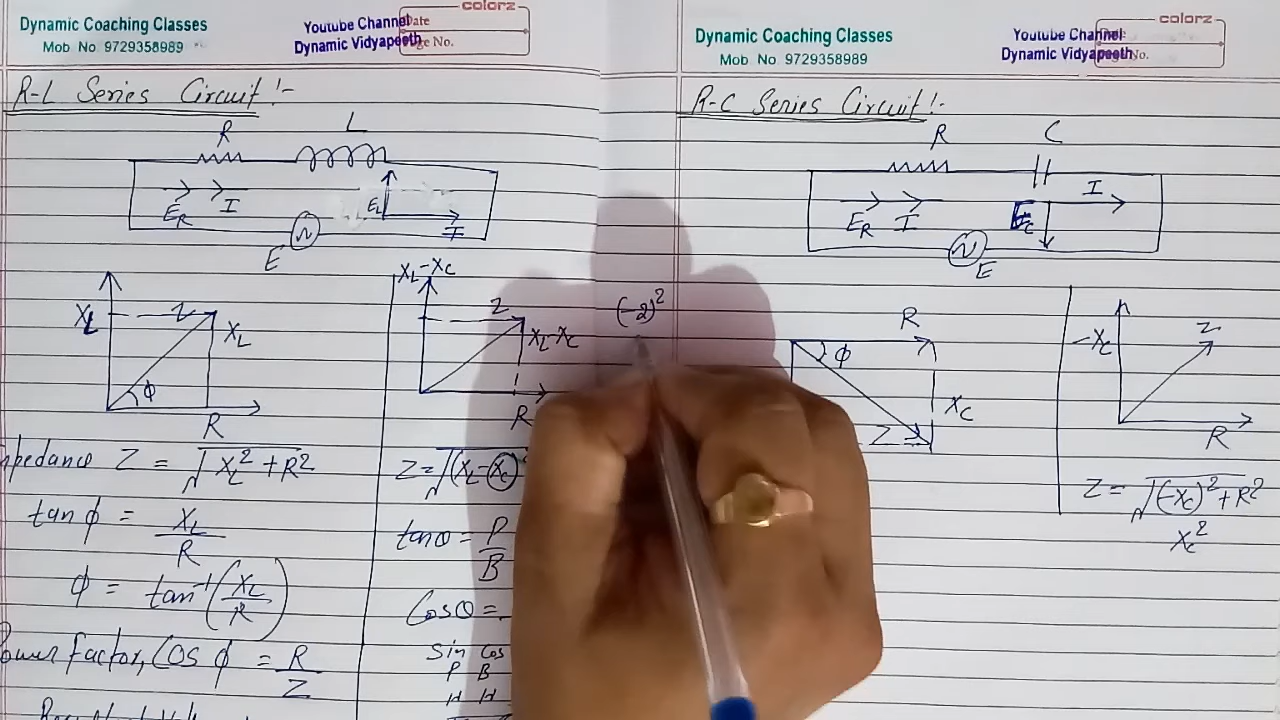 Dynamic Coaching Classes
Mob No 9729358989
Youtube Channel
Dynamic Vidyapeeth
colorz
Date
R-L Series Circuit :-
R L
E_R I
E_L
I
E
X_L
Z
X_L
φ
R
X_L-X_C
Z
X_L-X_C
R
(-2)²
Impedance Z = √X_L²+R²
tan φ = X_L/R
φ = tan⁻¹(X_L/R)
Power factor, Cos φ = R/Z
Z = √(X_L-X_C)
tanθ = P/B
Cosθ =
Sin Cos
P B
H H
Dynamic Coaching Classes
Mob No 9729358989
Youtube Channel
Dynamic Vidyapeeth
colorz
R-C Series Circuit :-
R C
E_R I
E_C
I
E
R
φ
X_C
Z
-X_C
Z
R
Z = √(-X_C)²+R²
X_C²